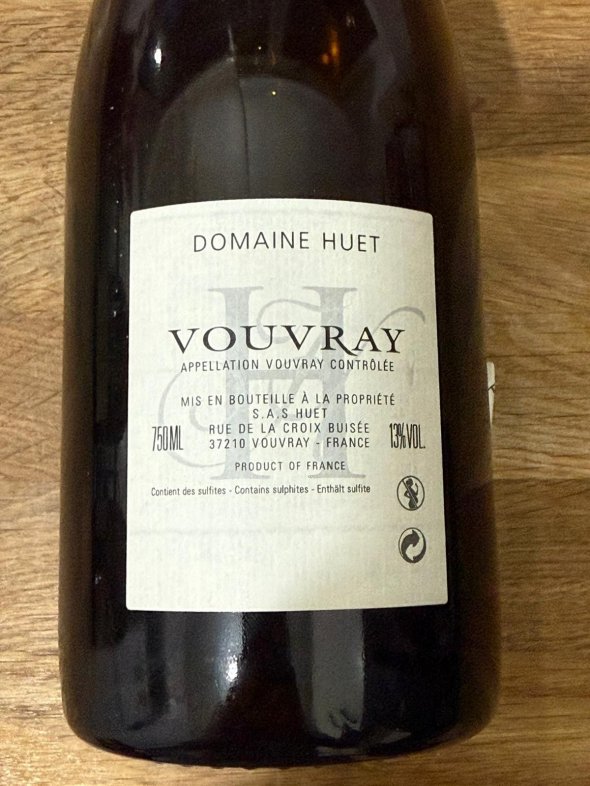 DOMAINE HUET
H
VOUVRAY
APPELLATION VOUVRAY CONTRÔLÉE
MIS EN BOUTEILLE À LA PROPRIÉTÉ
S.A.S HUET
RUE DE LA CROIX BUISÉE
37210 VOUVRAY - FRANCE
750ML
13%VOL.
PRODUCT OF FRANCE
Contient des sulfites - Contains sulphites - Enthält sulfite